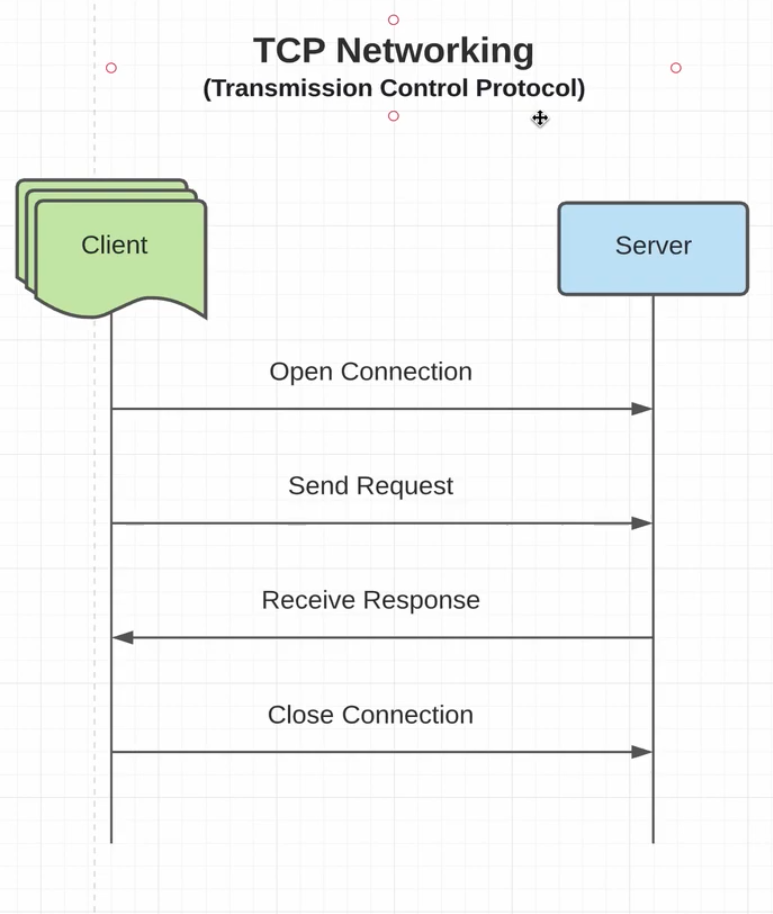 TCP Networking
(Transmission Control Protocol)
Client
Server
Open Connection
Send Request
Receive Response
Close Connection